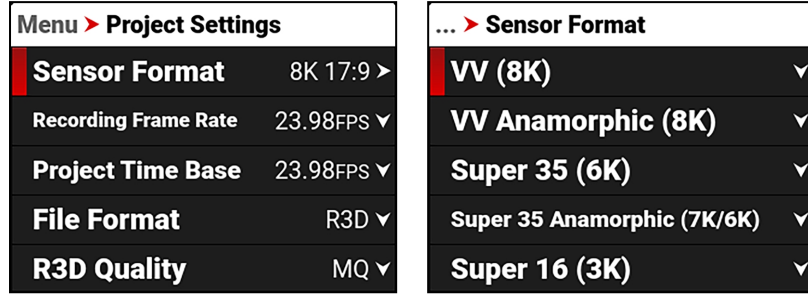 Menu ➤ Project Settings
Sensor Format 8K 17:9 ➤
Recording Frame Rate 23.98FPS
Project Time Base 23.98FPS
File Format R3D
R3D Quality MQ
... ➤ Sensor Format
VV (8K)
VV Anamorphic (8K)
Super 35 (6K)
Super 35 Anamorphic (7K/6K)
Super 16 (3K)